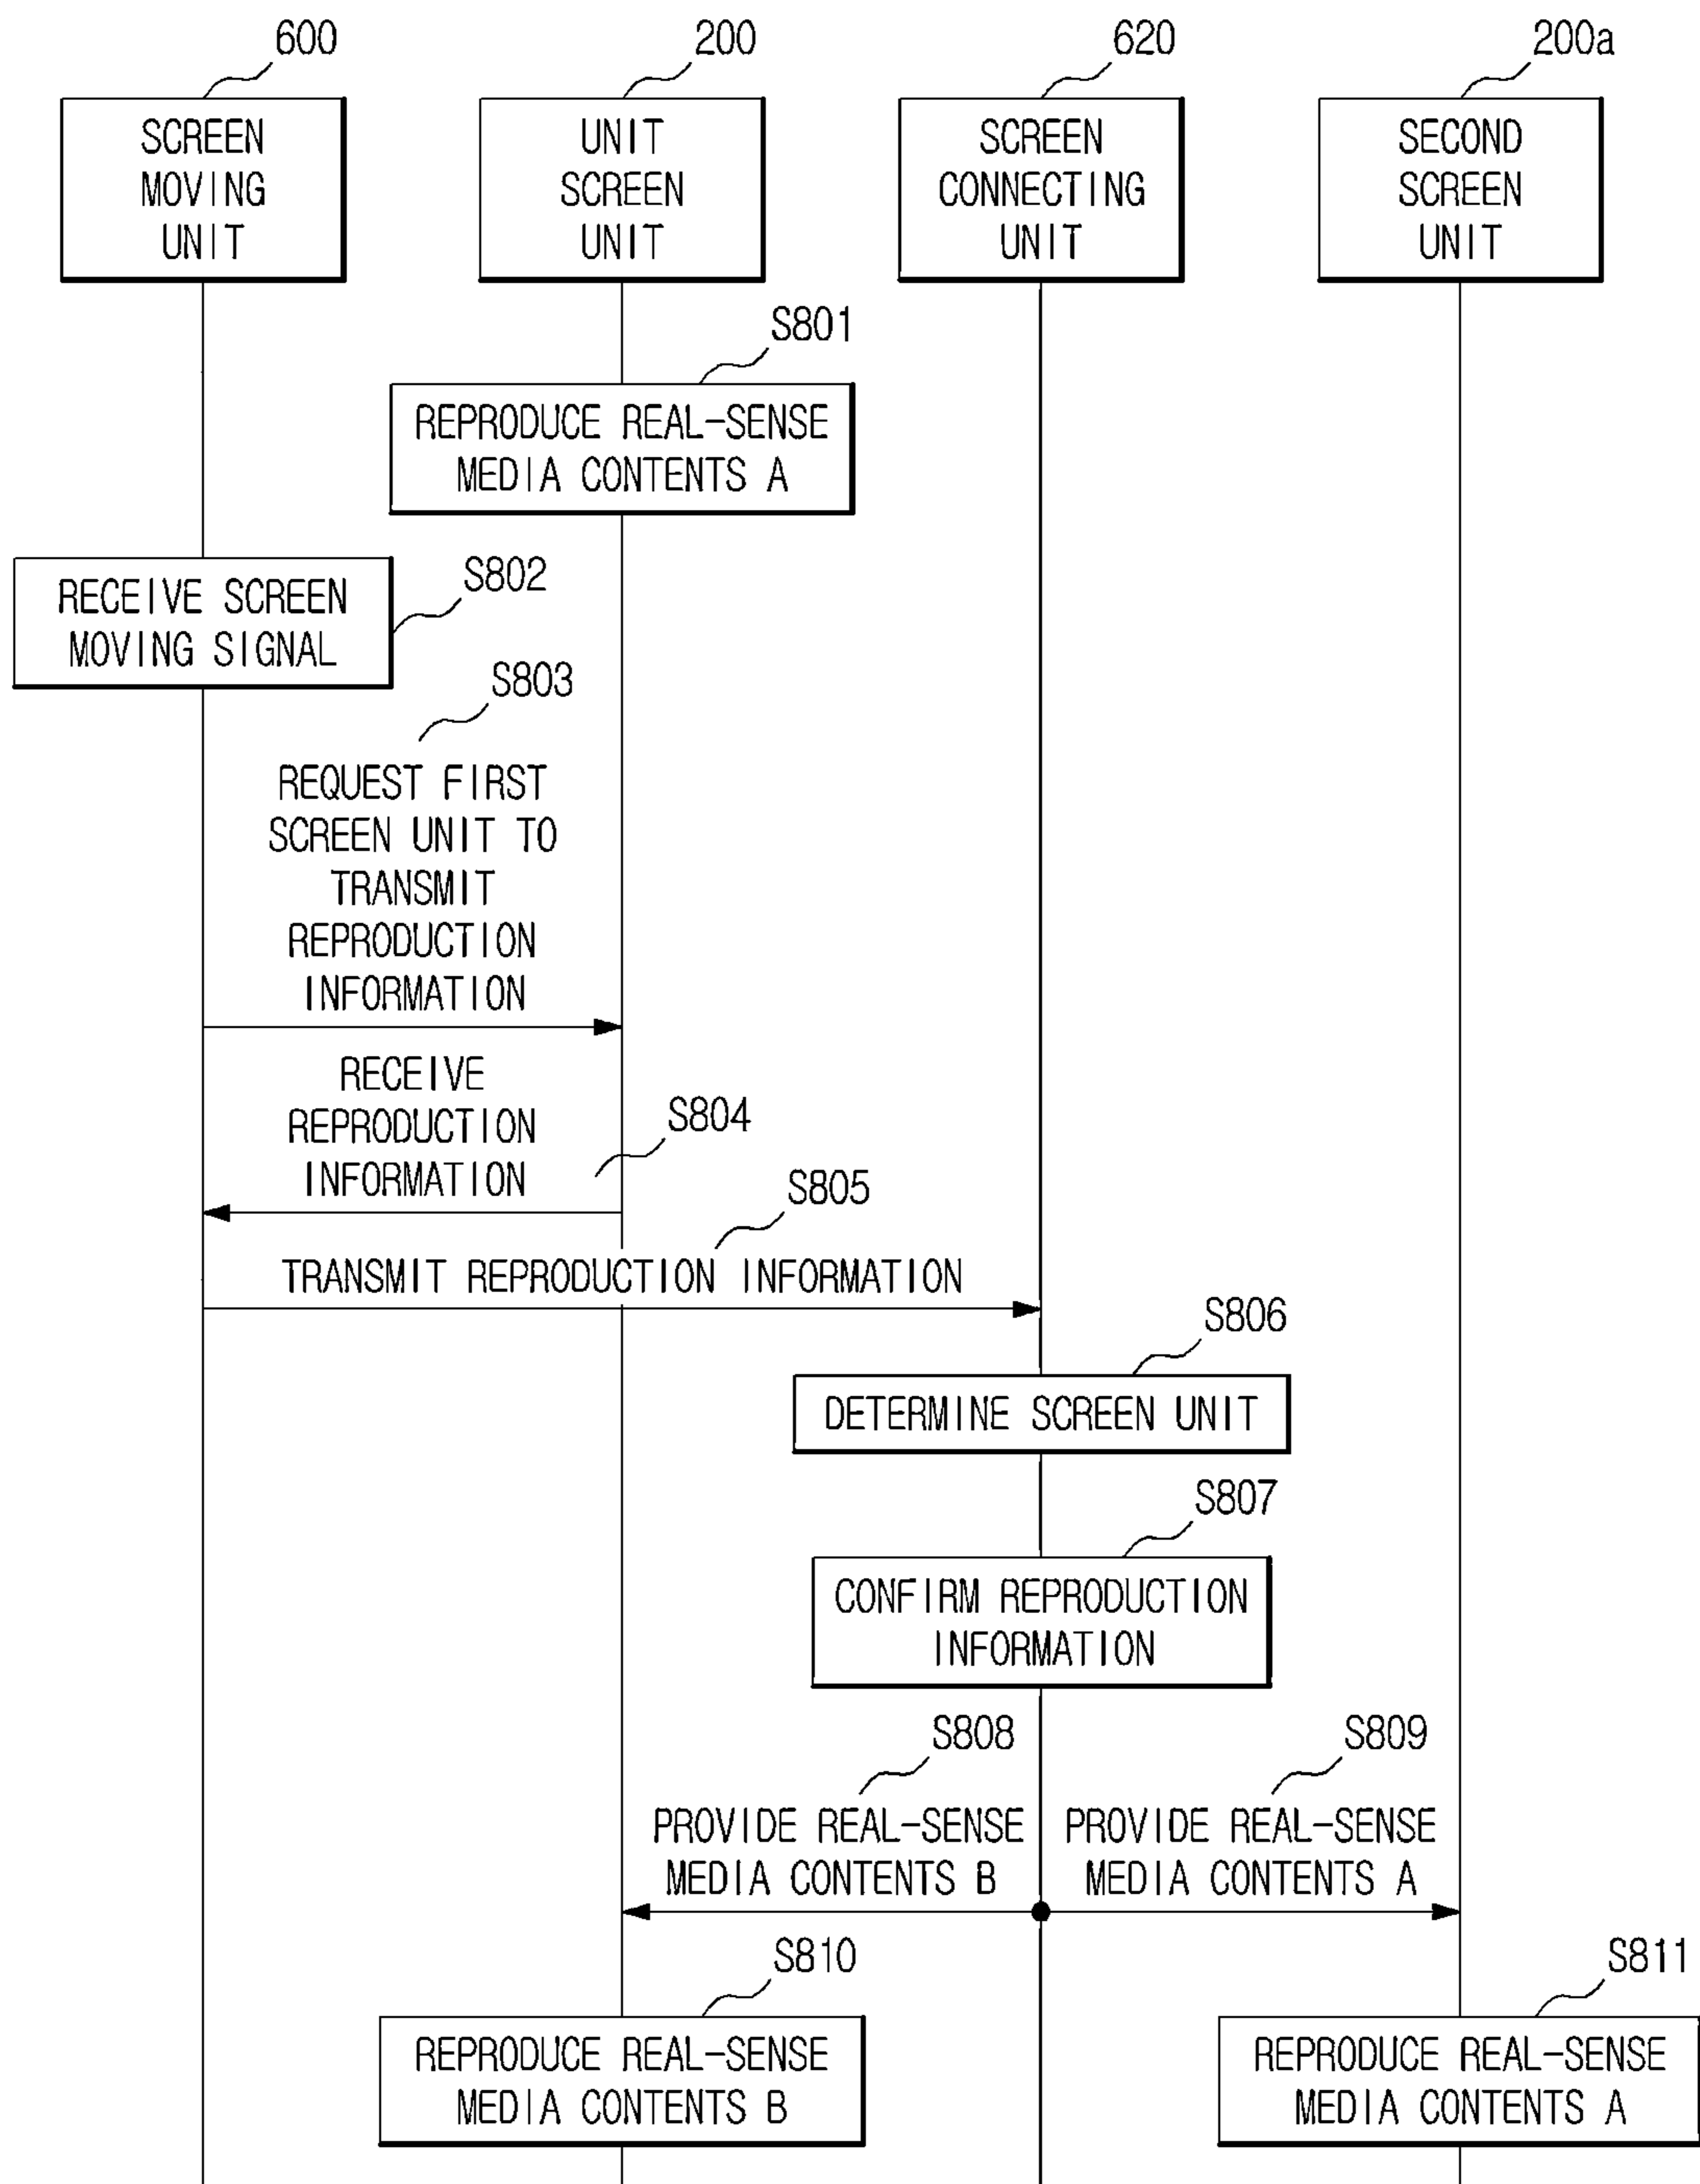 600
200
620
200a
SCREEN
MOVING
UNIT
UNIT
SCREEN
UNIT
SCREEN
CONNECTING
UNIT
SECOND
SCREEN
UNIT
S801
REPRODUCE REAL-SENSE
MEDIA CONTENTS A
S802
RECEIVE SCREEN
MOVING SIGNAL
S803
REQUEST FIRST
SCREEN UNIT TO
TRANSMIT
REPRODUCTION
INFORMATION
RECEIVE
REPRODUCTION
INFORMATION
S804
S805
TRANSMIT REPRODUCTION INFORMATION
S806
DETERMINE SCREEN UNIT
S807
CONFIRM REPRODUCTION
INFORMATION
S808
PROVIDE REAL-SENSE
MEDIA CONTENTS B
S809
PROVIDE REAL-SENSE
MEDIA CONTENTS A
S810
REPRODUCE REAL-SENSE
MEDIA CONTENTS B
S811
REPRODUCE REAL-SENSE
MEDIA CONTENTS A